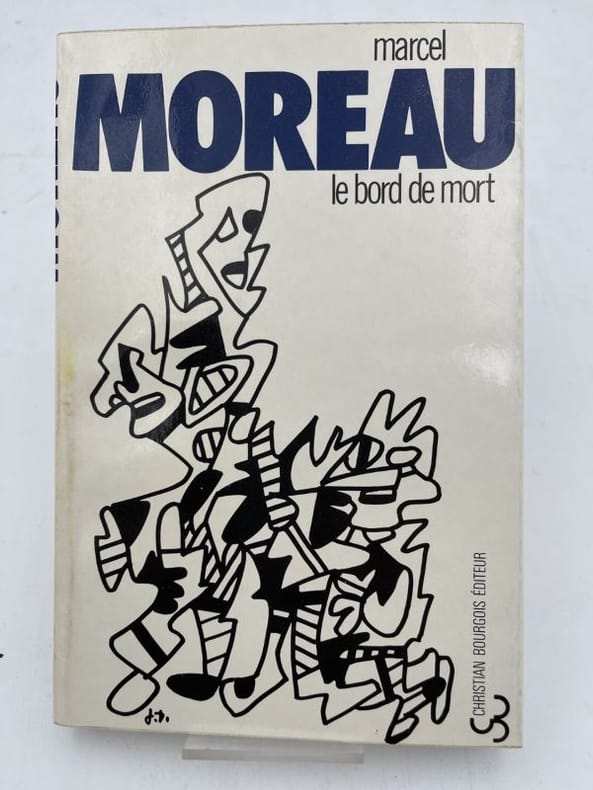 marcel
MOREAU
le bord de mort
CHRISTIAN BOURGOIS ÉDITEUR
J.D.